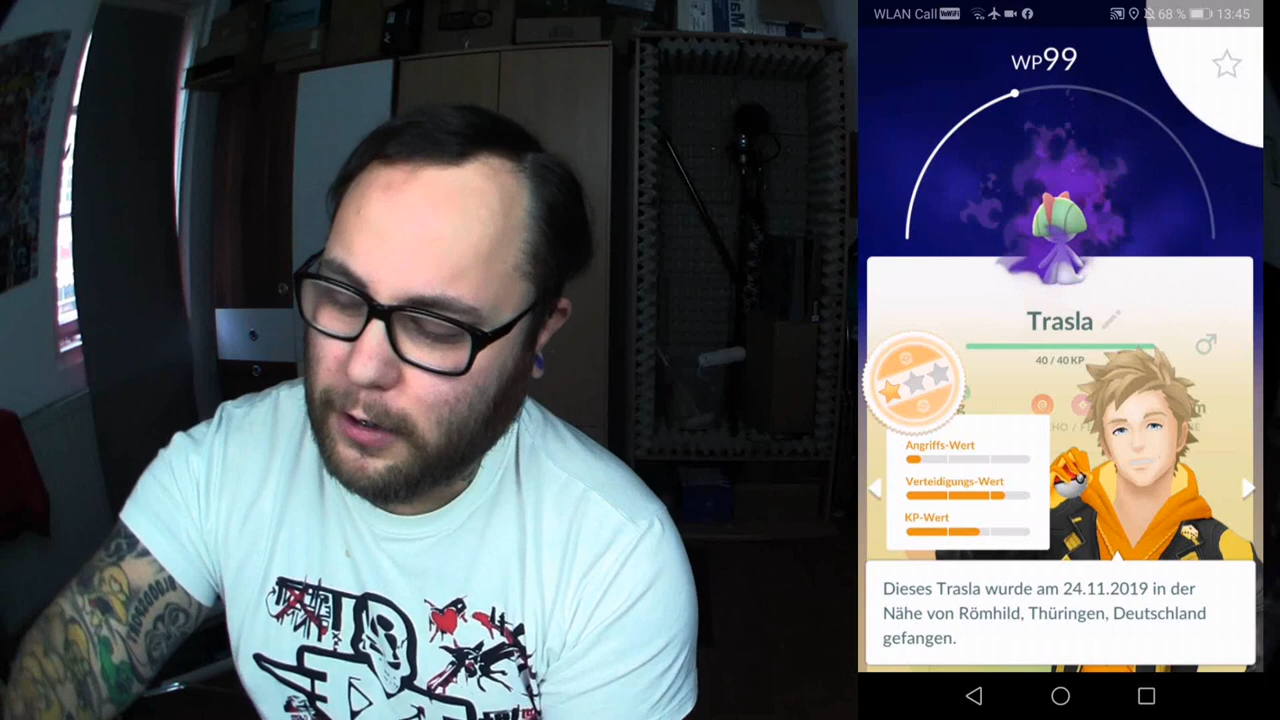 WLAN Call VoWiFi 68 % 13:45
WP99
Trasla
40 / 40 KP
Angriffs-Wert
Verteidigungs-Wert
KP-Wert
Dieses Trasla wurde am 24.11.2019 in der
Nähe von Römhild, Thüringen, Deutschland
gefangen.